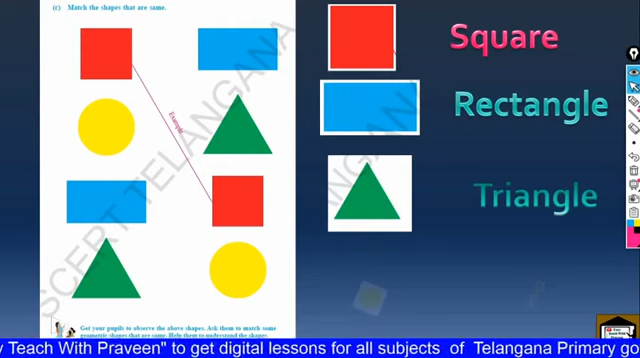 (c) Match the shapes that are same.
Example
SCERT TELANGANA
Square
Rectangle
Triangle
Get your pupils to observe the above shapes. Ask them to match some
geometric shapes that are same. Help them to understand the shapes.
y Teach With Praveen" to get digital lessons for all subjects of Telangana Primary go